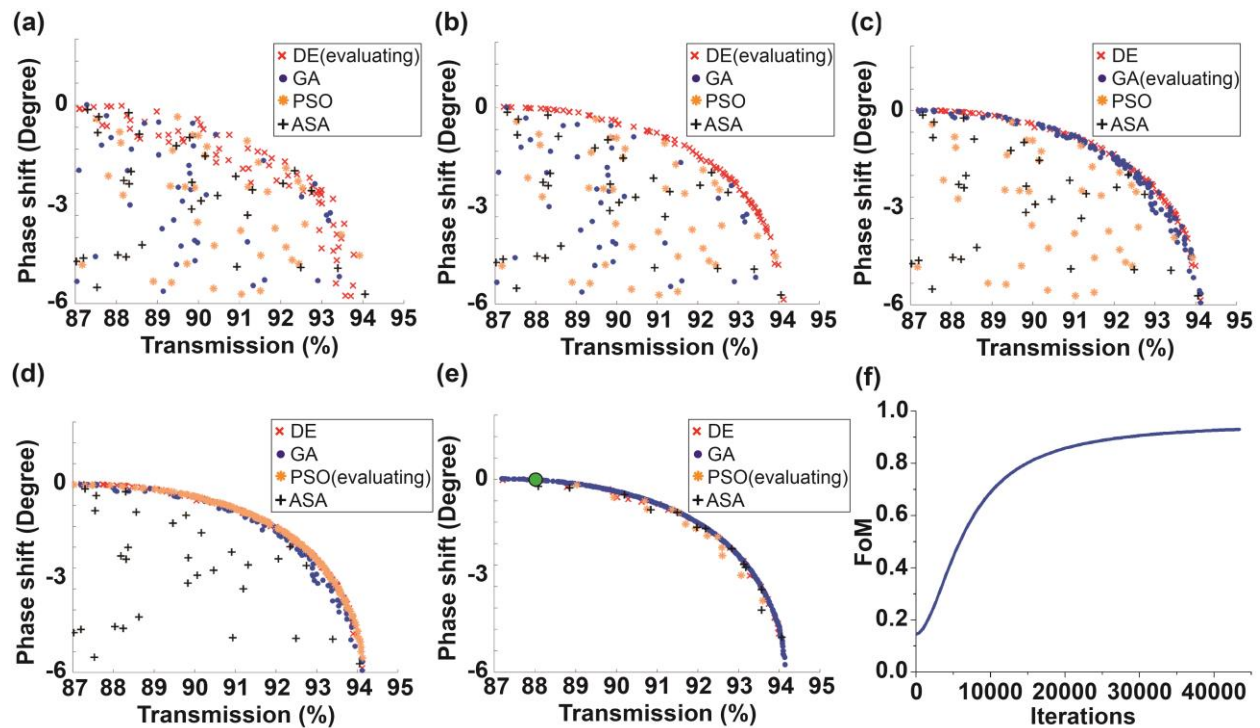 (a)
DE(evaluating)
GA
PSO
ASA
Phase shift (Degree)
0
-3
-6
87 88 89 90 91 92 93 94 95
Transmission (%)
(b)
DE(evaluating)
GA
PSO
ASA
Phase shift (Degree)
0
-3
-6
87 88 89 90 91 92 93 94 95
Transmission (%)
(c)
DE
GA(evaluating)
PSO
ASA
Phase shift (Degree)
0
-3
-6
87 88 89 90 91 92 93 94 95
Transmission (%)
(d)
DE
GA
PSO(evaluating)
ASA
Phase shift (Degree)
0
-3
-6
87 88 89 90 91 92 93 94 95
Transmission (%)
(e)
DE
GA
PSO(evaluating)
ASA
Phase shift (Degree)
0
-3
-6
87 88 89 90 91 92 93 94 95
Transmission (%)
(f)
FoM
1.0
0.8
0.6
0.4
0.2
0.0
0 10000 20000 30000 40000
Iterations